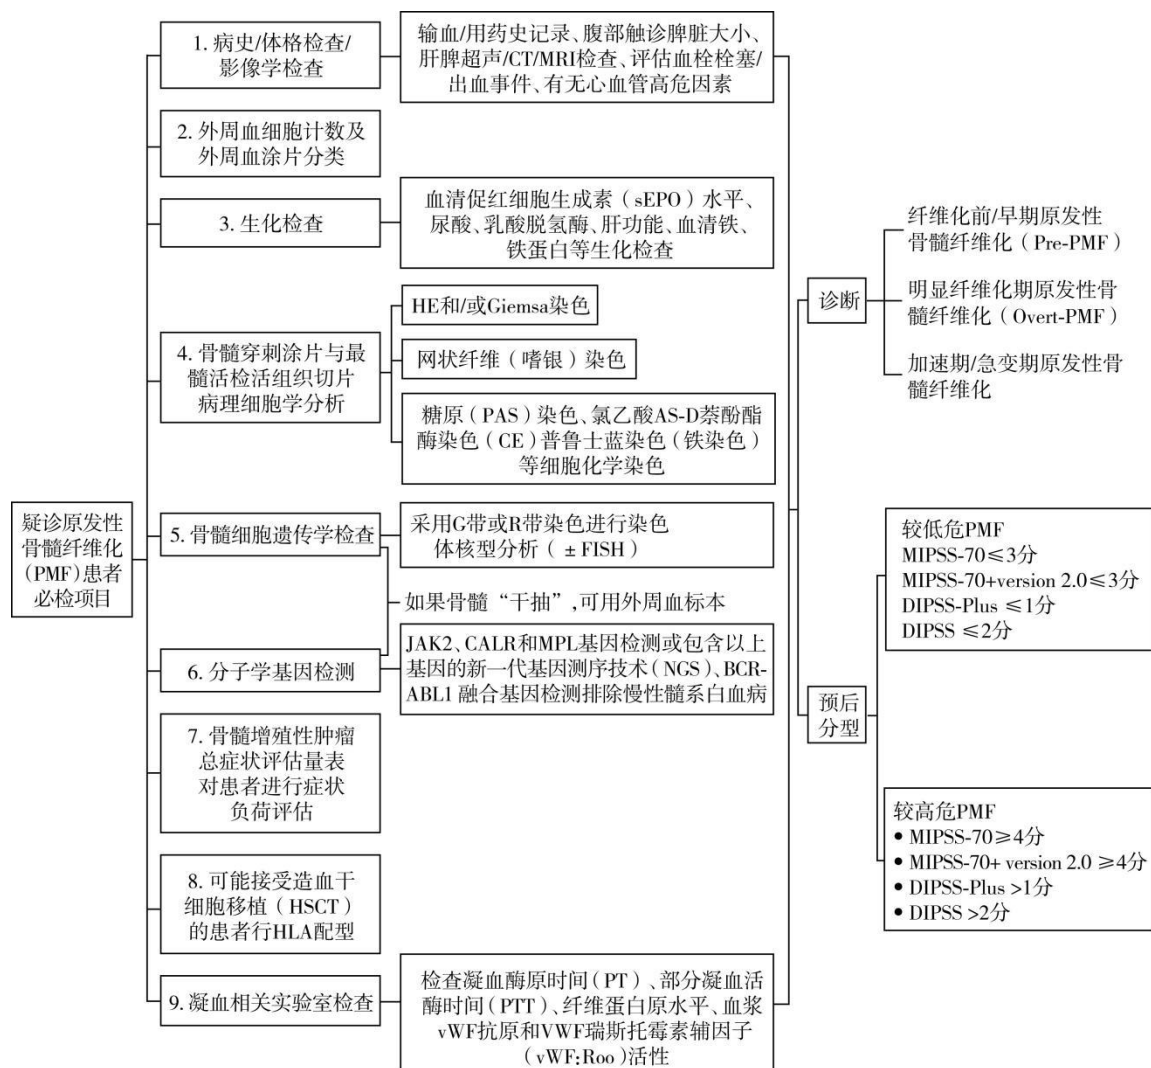 疑诊原发性
骨髓纤维化
(PMF)患者
必检项目
1. 病史/体格检查/
影像学检查
输血/用药史记录、腹部触诊脾脏大小、
肝脾超声/CT/MRI检查、评估血栓栓塞/
出血事件、有无心血管高危因素
2. 外周血细胞计数及
外周血涂片分类
3. 生化检查
血清促红细胞生成素(sEPO)水平、
尿酸、乳酸脱氢酶、肝功能、血清铁、
铁蛋白等生化检查
4. 骨髓穿刺涂片与最
髓活检活组织切片
病理细胞学分析
HE和/或Giemsa染色
网状纤维(嗜银)染色
糖原(PAS)染色、氯乙酸AS-D萘酚酯
酶染色(CE)普鲁士蓝染色(铁染色)
等细胞化学染色
5. 骨髓细胞遗传学检查
采用G带或R带染色进行染色
体核型分析(±FISH)
如果骨髓“干抽”,可用外周血标本
6. 分子学基因检测
JAK2、CALR和MPL基因检测或包含以上
基因的新一代基因测序技术(NGS)、BCR-
ABL1 融合基因检测排除慢性髓系白血病
7. 骨髓增殖性肿瘤
总症状评估量表
对患者进行症状
负荷评估
8. 可能接受造血干
细胞移植(HSCT)
的患者行HLA配型
9. 凝血相关实验室检查
检查凝血酶原时间(PT)、部分凝血活
酶时间(PTT)、纤维蛋白原水平、血浆
vWF抗原和VWF瑞斯托霉素辅因子
(vWF:Roo)活性
诊断
纤维化前/早期原发性
骨髓纤维化(Pre-PMF)
明显纤维化期原发性骨
髓纤维化(Overt-PMF)
加速期/急变期原发性骨
髓纤维化
预后
分型
较低危PMF
MIPSS-70≤3分
MIPSS-70+version 2.0≤3分
DIPSS-Plus ≤1分
DIPSS ≤2分
较高危PMF
● MIPSS-70≥4分
● MIPSS-70+ version 2.0 ≥4分
● DIPSS-Plus >1分
● DIPSS >2分